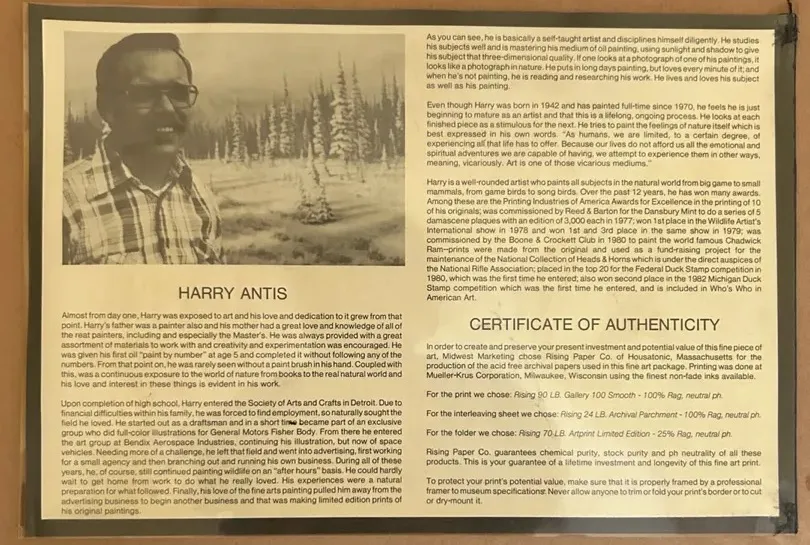 HARRY ANTIS
Almost from day one, Harry was exposed to art and his love and dedication to it grew from that
point. Harry's father was a painter also and his mother had a great love and knowledge of all of
the reat painters, including and especially the Master's. He was always provided with a great
assortment of materials to work with and creativity and experimentation was encouraged. He
was given his first oil "paint by number" at age 5 and completed it without following any of the
numbers. From that point on, he was rarely seen without a paint brush in his hand. Coupled with
this, was a continuous exposure to the world of nature from books to the real natural world and
his love and interest in these things is evident in his work.
Upon completion of high school, Harry entered the Society of Arts and Crafts in Detroit. Due to
financial difficulties within his family, he was forced to find employment, so naturally sought the
field he loved. He started out as a draftsman and in a short time became part of an exclusive
group who did full-color illustrations for General Motors Fisher Body. From there he entered
the art group at Bendix Aerospace Industries, continuing his illustration, but now of space
vehicles. Needing more of a challenge, he left that field and went into advertising, first working
for a small agency and then branching out and running his own business. During all of these
years, he, of course, still continued painting wildlife on an "after hours" basis. He could hardly
wait to get home from work to do what he really loved. His experiences were a natural
preparation for what followed. Finally, his love of the fine arts painting pulled him away from the
advertising business to begin another business and that was making limited edition prints of
his original paintings.
As you can see, he is basically a self-taught artist and disciplines himself diligently. He studies
his subjects well and is mastering his medium of oil painting, using sunlight and shadow to give
his subject that three-dimensional quality. If one looks at a photograph of one of his paintings, it
looks like a photograph in nature. He puts in long days painting, but loves every minute of it; and
when he's not painting, he is reading and researching his work. He lives and loves his subject
as well as his painting.
Even though Harry was born in 1942 and has painted full-time since 1970, he feels he is just
beginning to mature as an artist and that this is a lifelong, ongoing process. He looks at each
finished piece as a stimulous for the next. He tries to paint the feelings of nature itself which is
best expressed in his own words. "As humans, we are limited, to a certain degree, of
experiencing all that life has to offer. Because our lives do not afford us all the emotional and
spiritual adventures we are capable of having, we attempt to experience them in other ways,
meaning, vicariously. Art is one of those vicarious mediums."
Harry is a well-rounded artist who paints all subjects in the natural world from big game to small
mammals, from game birds to song birds. Over the past 12 years, he has won many awards.
Among these are the Printing Industries of America Awards for Excellence in the printing of 10
of his originals; was commissioned by Reed & Barton for the Dansbury Mint to do a series of 5
damascene plaques with an edition of 3,000 each in 1977; won 1st place in the Wildlife Artist's
International show in 1978 and won 1st and 3rd place in the same show in 1979; was
commissioned by the Boone & Crockett Club in 1980 to paint the world famous Chadwick
Ram–prints were made from the original and used as a fund-raising project for the
maintenance of the National Collection of Heads & Horns which is under the direct auspices of
the National Rifle Association; placed in the top 20 for the Federal Duck Stamp competition in
1980, which was the first time he entered; also won second place in the 1982 Michigan Duck
Stamp competition which was the first time he entered, and is included in Who's Who in
American Art.
CERTIFICATE OF AUTHENTICITY
In order to create and preserve your present investment and potential value of this fine piece of
art, Midwest Marketing chose Rising Paper Co. of Housatonic, Massachusetts for the
production of the acid free archival papers used in this fine art package. Printing was done at
Mueller-Krus Corporation, Milwaukee, Wisconsin using the finest non-fade inks available.
For the print we chose: Rising 90 LB. Gallery 100 Smooth - 100% Rag, neutral ph.
For the interleaving sheet we chose: Rising 24 LB. Archival Parchment - 100% Rag, neutral ph.
For the folder we chose: Rising 70 LB. Artprint Limited Edition - 25% Rag, neutral ph.
Rising Paper Co. guarantees chemical purity, stock purity and ph neutrality of all these
products. This is your guarantee of a lifetime investment and longevity of this fine art print.
To protect your print's potential value, make sure that it is properly framed by a professional
framer to museum specifications! Never allow anyone to trim or fold your print's border or to cut
or dry-mount it.